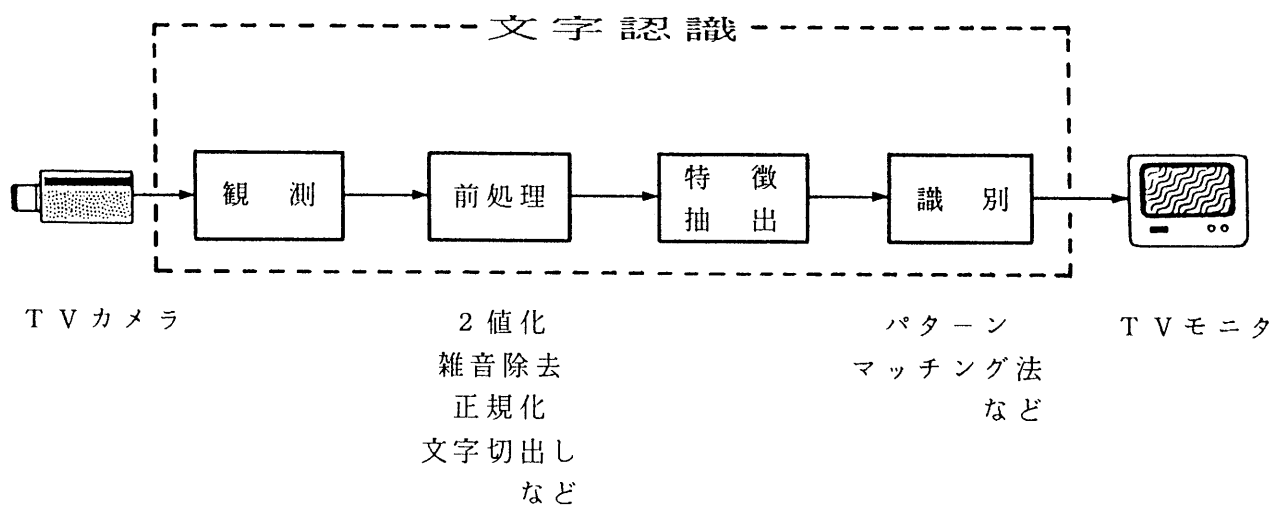 文字認識
観測
前処理
特徴
抽出
識別
TVカメラ
2値化
雑音除去
正規化
文字切出し
など
パターン
マッチング法
など
TVモニタ